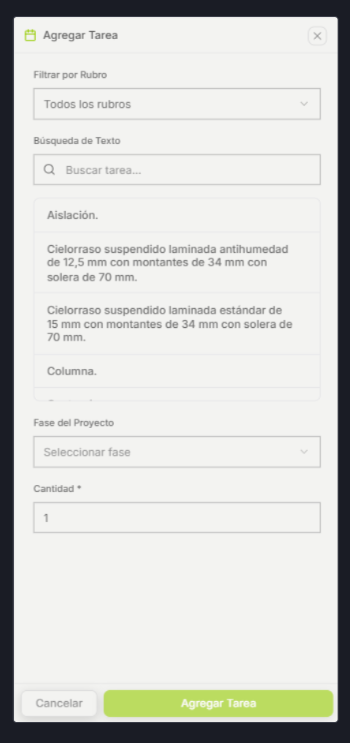 Agregar Tarea
Filtrar por Rubro
Todos los rubros
Búsqueda de Texto
Buscar tarea...
Aislación.
Cielorraso suspendido laminada antihumedad
de 12,5 mm con montantes de 34 mm con
solera de 70 mm.
Cielorraso suspendido laminada estándar de
15 mm con montantes de 34 mm con solera de
70 mm.
Columna.
Fase del Proyecto
Seleccionar fase
Cantidad *
1
Cancelar
Agregar Tarea